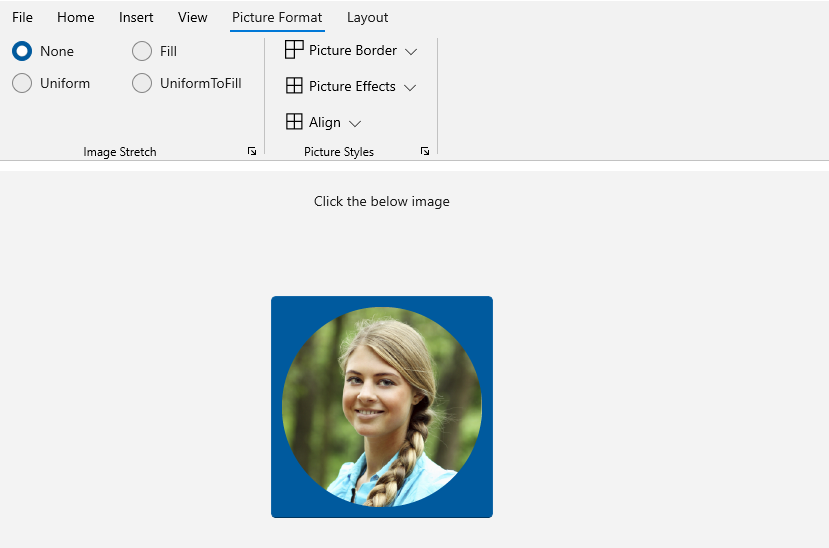 File Home Insert View Picture Format Layout
None Fill Picture Border
Uniform UniformToFill Picture Effects
Align
Image Stretch Picture Styles
Click the below image